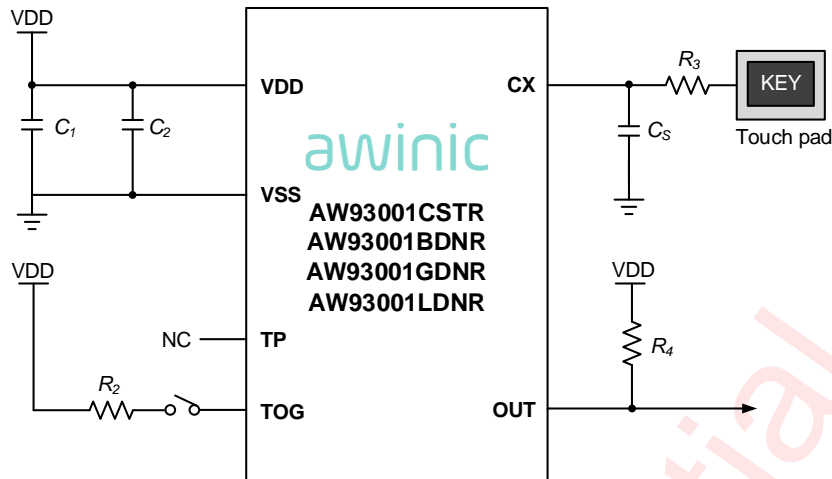 VDD
C1
C2
VDD
VSS
awinic
AW93001CSTR
AW93001BDNR
AW93001GDNR
AW93001LDNR
CX
R3
KEY
Touch pad
CS
VDD
NC
TP
R2
TOG
VDD
R4
OUT
tial